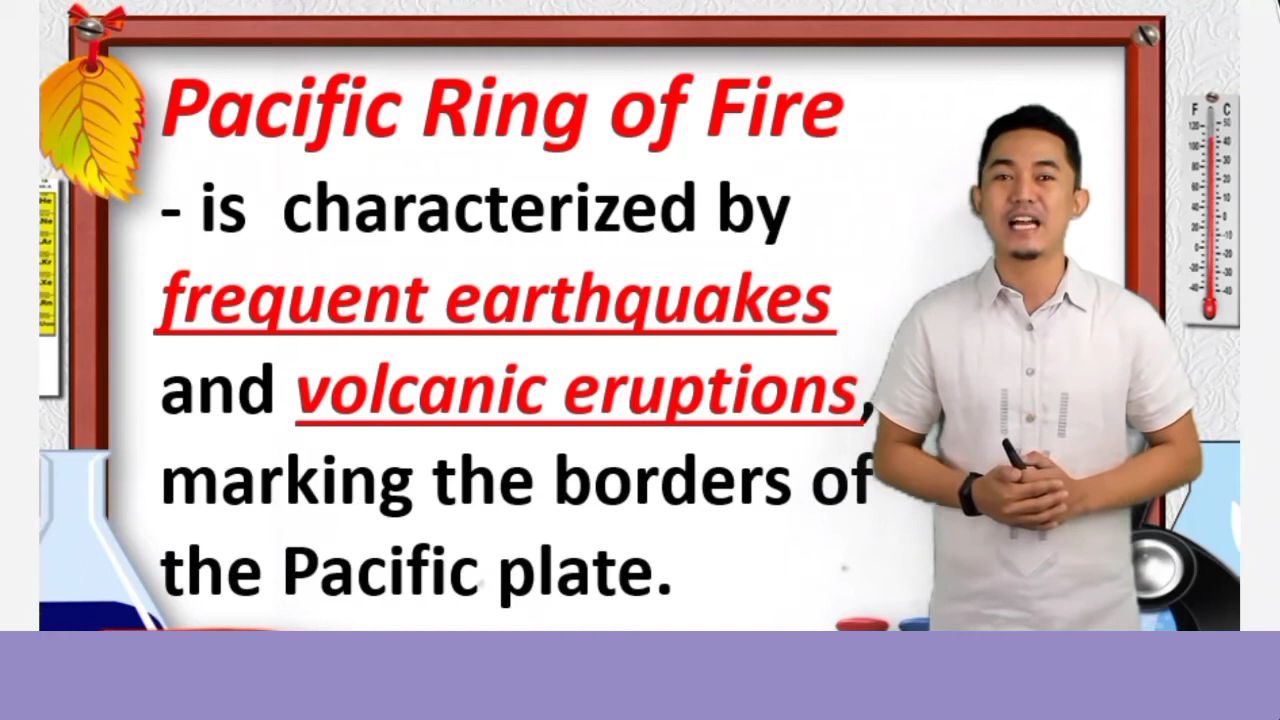 Pacific Ring of Fire
- is characterized by
frequent earthquakes
and volcanic eruptions,
marking the borders of
the Pacific plate.
F C